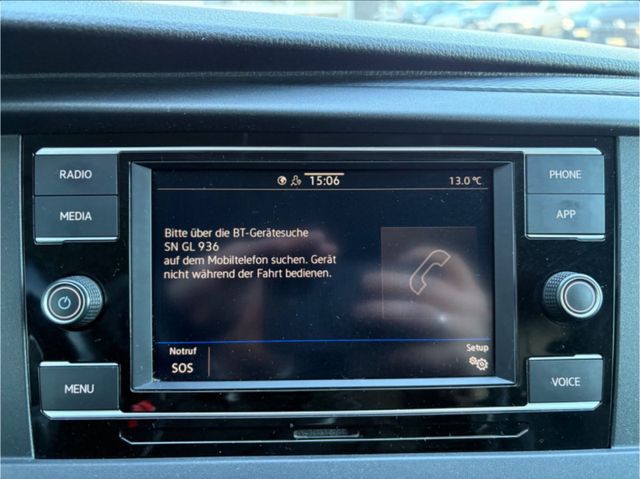 RADIO
MEDIA
MENU
15:06
13.0 °C
Bitte über die BT-Gerätesuche
SN GL 936
auf dem Mobiltelefon suchen. Gerät
nicht während der Fahrt bedienen.
Notruf
SOS
Setup
PHONE
APP
VOICE